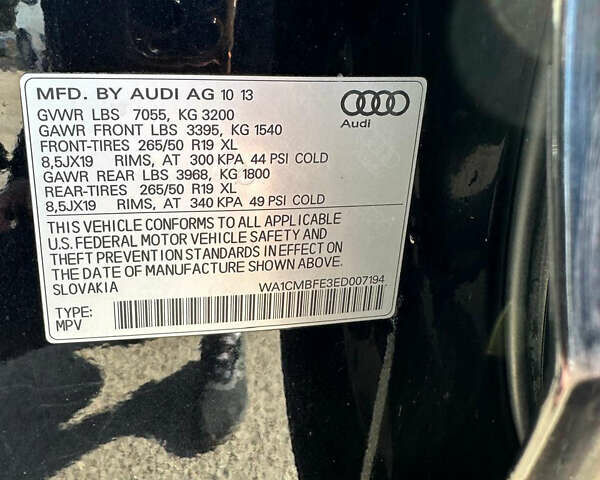 MFD. BY AUDI AG 10 13
GVWR LBS 7055, KG 3200
GAWR FRONT LBS 3395, KG 1540
FRONT-TIRES 265/50 R19 XL
8,5JX19 RIMS, AT 300 KPA 44 PSI COLD
GAWR REAR LBS 3968, KG 1800
REAR-TIRES 265/50 R19 XL
8,5JX19 RIMS, AT 340 KPA 49 PSI COLD
Audi
THIS VEHICLE CONFORMS TO ALL APPLICABLE
U.S. FEDERAL MOTOR VEHICLE SAFETY AND
THEFT PREVENTION STANDARDS IN EFFECT ON
THE DATE OF MANUFACTURE SHOWN ABOVE.
SLOVAKIA WA1CMBFE3ED007194
TYPE:
MPV